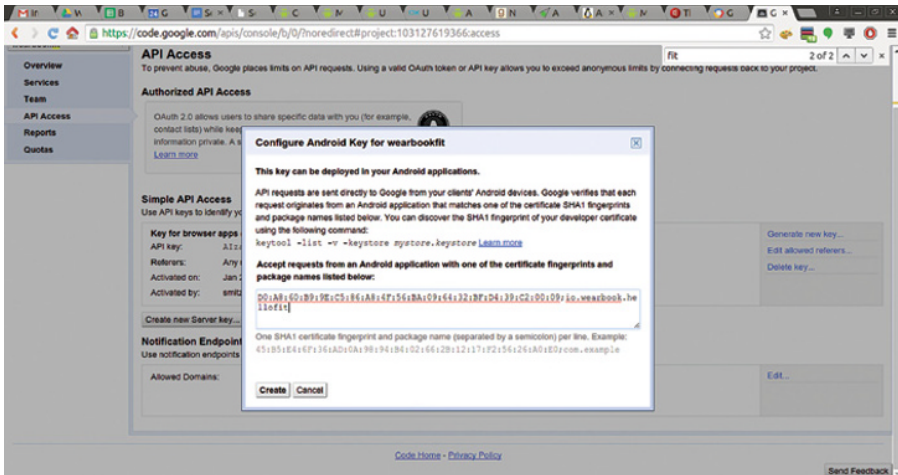 https://code.google.com/apis/console/b/0/?noredirect#project:103127619366:access
fit
2 of 2
Overview
Services
Team
API Access
Reports
Quotas
API Access
To prevent abuse, Google places limits on API requests. Using a valid OAuth token or API key allows you to exceed anonymous limits by connecting requests back to your project.
Authorized API Access
OAuth 2.0 allows users to share specific data with you (for example,
contact lists) while keep
information private. A s
Learn more
Simple API Access
Use API keys to identify yo
Key for browser apps
API key:
Referers: Any
Activated on: Jan 2
Activated by: smitz
Generate new key...
Edit allowed referers...
Delete key...
Create new Server key...
Notification Endpoint
Use notification endpoints
Allowed Domains:
Edit...
Configure Android Key for wearbookfit
This key can be deployed in your Android applications.
API requests are sent directly to Google from your clients' Android devices. Google verifies that each
request originates from an Android application that matches one of the certificate SHA1 fingerprints
and package names listed below. You can discover the SHA1 fingerprint of your developer certificate
using the following command:
keytool -list -v -keystore mystore.keystore Learn more
Accept requests from an Android application with one of the certificate fingerprints and
package names listed below:
D0:A8:6D:B9:9E:C5:86:A8:4F:56:BA:09:64:32:BF:D4:39:C2:00:09;io.wearbook.he
llofit
One SHA1 certificate fingerprint and package name (separated by a semicolon) per line. Example:
45:B5:E4:6F:36:AD:0A:98:94:B4:02:66:2B:12:17:F2:56:26:A0:E0;com.example
Create Cancel
Code Home - Privacy Policy
Send Feedback